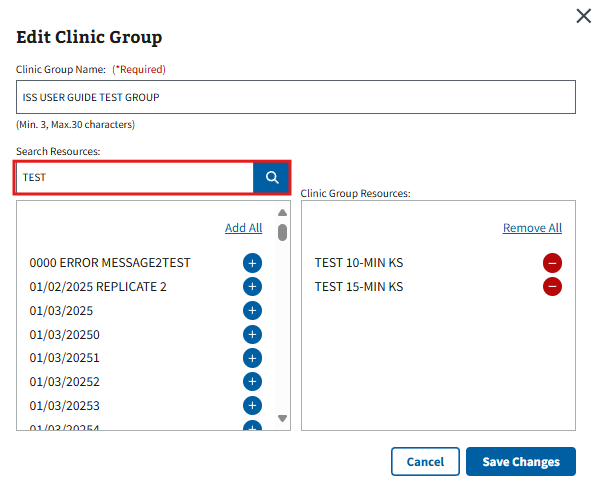 Edit Clinic Group
Clinic Group Name: (*Required)
ISS USER GUIDE TEST GROUP
(Min. 3, Max.30 characters)
Search Resources:
TEST
Clinic Group Resources:
Add All
0000 ERROR MESSAGE2TEST
01/02/2025 REPLICATE 2
01/03/2025
01/03/20250
01/03/20251
01/03/20252
01/03/20253
01/03/20254
Remove All
TEST 10-MIN KS
TEST 15-MIN KS
Cancel
Save Changes